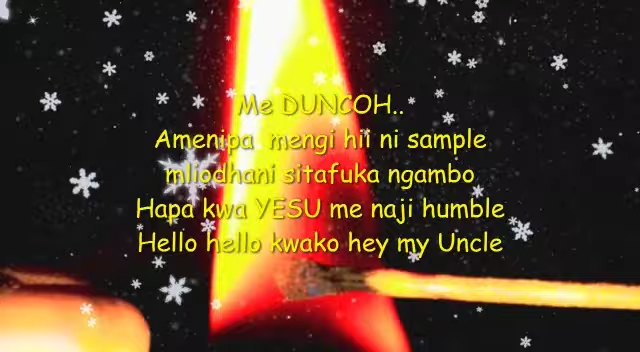 Me DUNCOH..
Amenipa mengi hii ni sample
mliodhani sitafuka ngambo
Hapa kwa YESU me naji humble
Hello hello kwako hey my Uncle